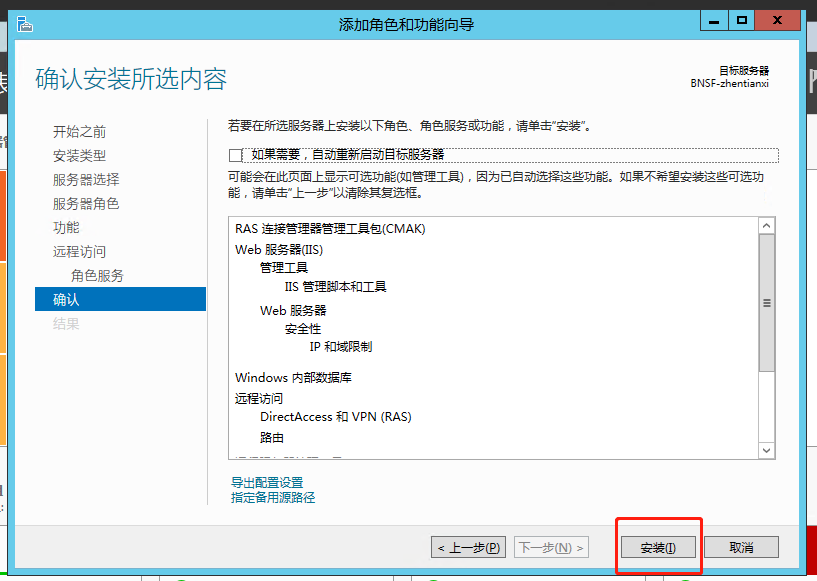 添加角色和功能向导
确认安装所选内容
目标服务器
BNSF-zhentianxi
开始之前
安装类型
服务器选择
服务器角色
功能
远程访问
角色服务
确认
结果
若要在所选服务器上安装以下角色、角色服务或功能，请单击“安装”。
如果需要，自动重新启动目标服务器
可能会在此页面上显示可选功能(如管理工具)，因为已自动选择这些功能。如果不希望安装这些可选功
能，请单击“上一步”以清除其复选框。
RAS 连接管理器管理工具包(CMAK)
Web 服务器(IIS)
管理工具
IIS 管理脚本和工具
Web 服务器
安全性
IP 和域限制
Windows 内部数据库
远程访问
DirectAccess 和 VPN (RAS)
路由
导出配置设置
指定备用源路径
< 上一步(P)
下一步(N) >
安装(I)
取消